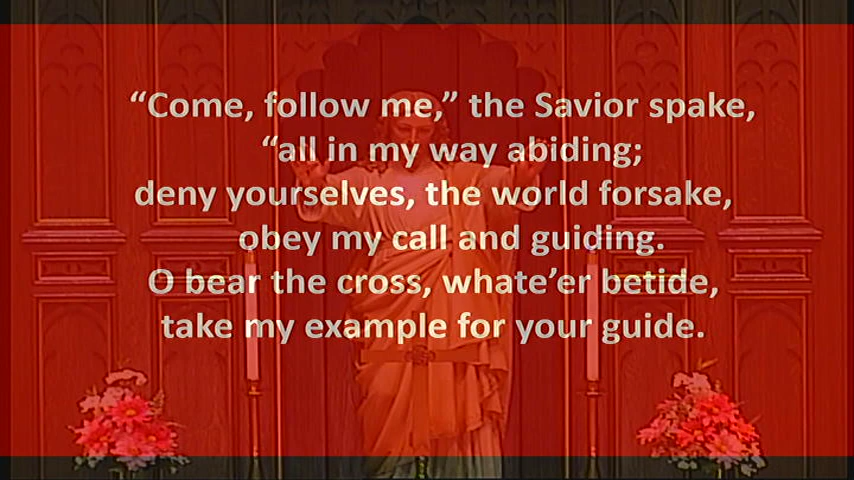 “Come, follow me,” the Savior spake,
“all in my way abiding;
deny yourselves, the world forsake,
obey my call and guiding.
O bear the cross, whate’er betide,
take my example for your guide.